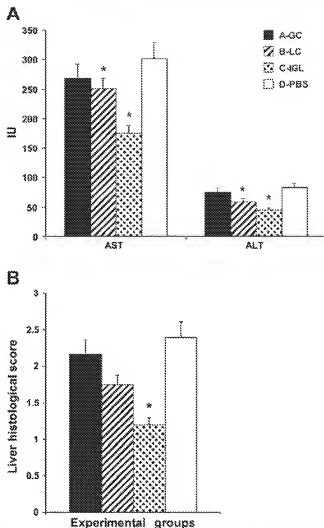 A
350
300
250
200
150
100
50
0
IU
A-GC
B-LC
C-IGL
D-PBS
*
*
*
*
AST
ALT
B
3
2.5
2
1.5
1
0.5
0
Liver histological score
*
Experimental groups